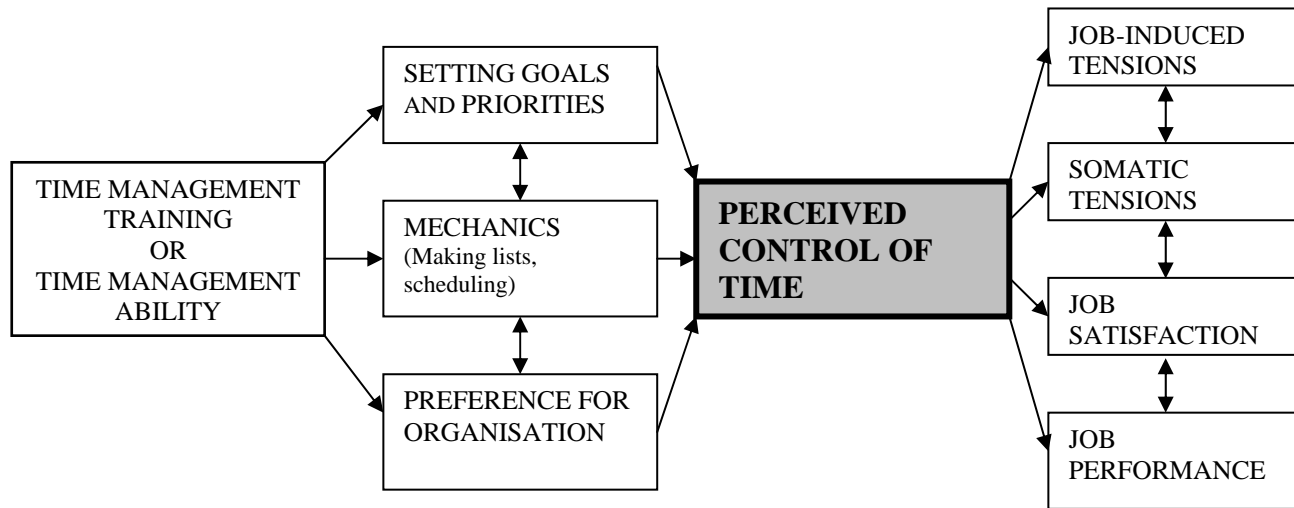 TIME MANAGEMENT
TRAINING
OR
TIME MANAGEMENT
ABILITY
SETTING GOALS
AND PRIORITIES
MECHANICS
(Making lists,
scheduling)
PREFERENCE FOR
ORGANISATION
PERCEIVED
CONTROL OF
TIME
JOB-INDUCED
TENSIONS
SOMATIC
TENSIONS
JOB
SATISFACTION
JOB
PERFORMANCE